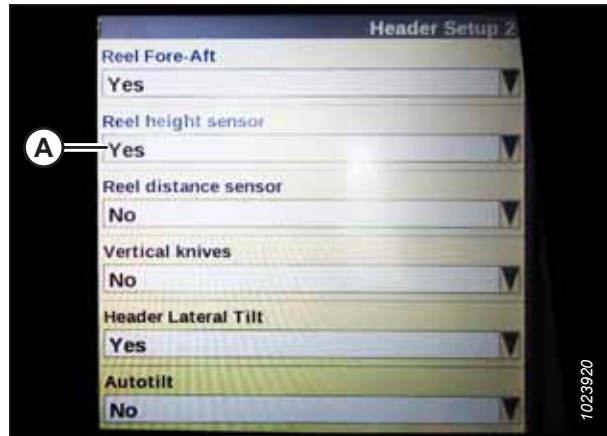 Header Setup 2
Reel Fore-Aft
Yes
Reel height sensor
A
Yes
Reel distance sensor
No
Vertical knives
No
Header Lateral Tilt
Yes
Autotilt
No
1023920